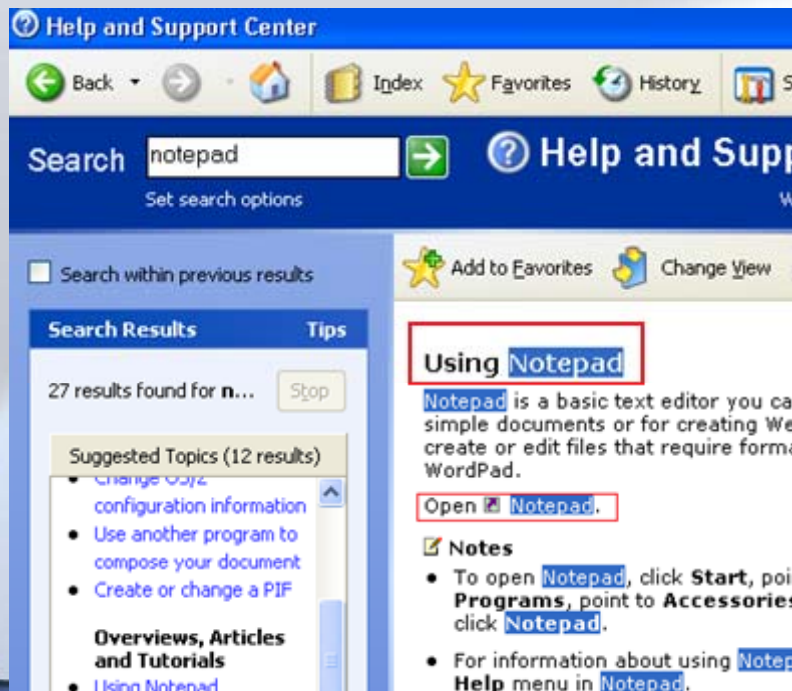 Help and Support Center
Back
Index
Favorites
History
Search
notepad
Help and Supp
Set search options
Search within previous results
Add to Favorites
Change View
Search Results
Tips
27 results found for n...
Stop
Suggested Topics (12 results)
Change OS/2
configuration information
Use another program to
compose your document
Create or change a PIF
Overviews, Articles
and Tutorials
Using Notepad
Using Notepad
Notepad is a basic text editor you ca
simple documents or for creating We
create or edit files that require forma
WordPad.
Open Notepad.
Notes
To open Notepad, click Start, poi
Programs, point to Accessories
click Notepad.
For information about using Notep
Help menu in Notepad.